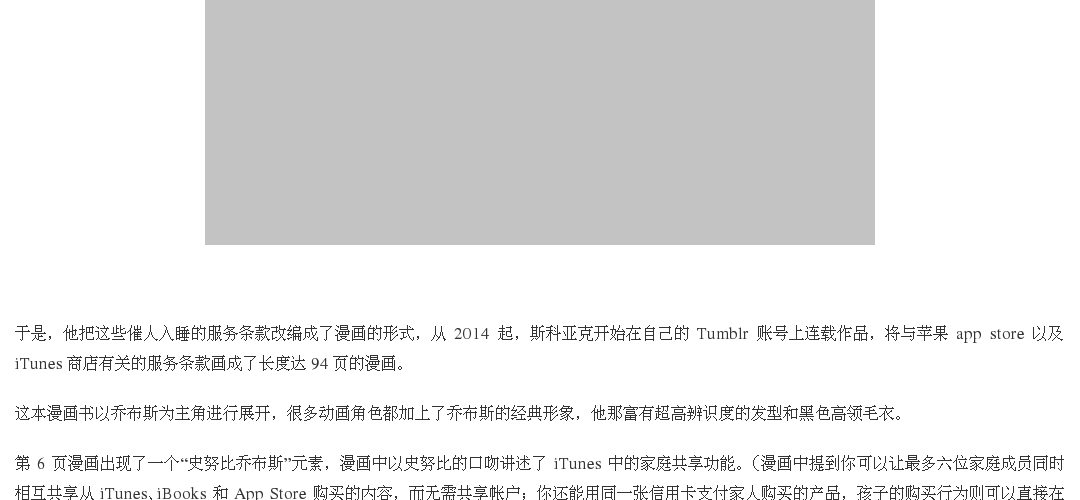 于是，他把这些催人入睡的服务条款改编成了漫画的形式，从 2014 起，斯科亚克开始在自己的 Tumblr 账号上连载作品，将与苹果 app store 以及
iTunes 商店有关的服务条款画成了长度达 94 页的漫画。
这本漫画书以乔布斯为主角进行展开，很多动画角色都加上了乔布斯的经典形象，他那富有超高辨识度的发型和黑色高领毛衣。
第 6 页漫画出现了一个“史努比乔布斯”元素，漫画中以史努比的口吻讲述了 iTunes 中的家庭共享功能。（漫画中提到你可以让最多六位家庭成员同时
相互共享从 iTunes、iBooks 和 App Store 购买的内容，而无需共享帐户；你还能用同一张信用卡支付家人购买的产品，孩子的购买行为则可以直接在